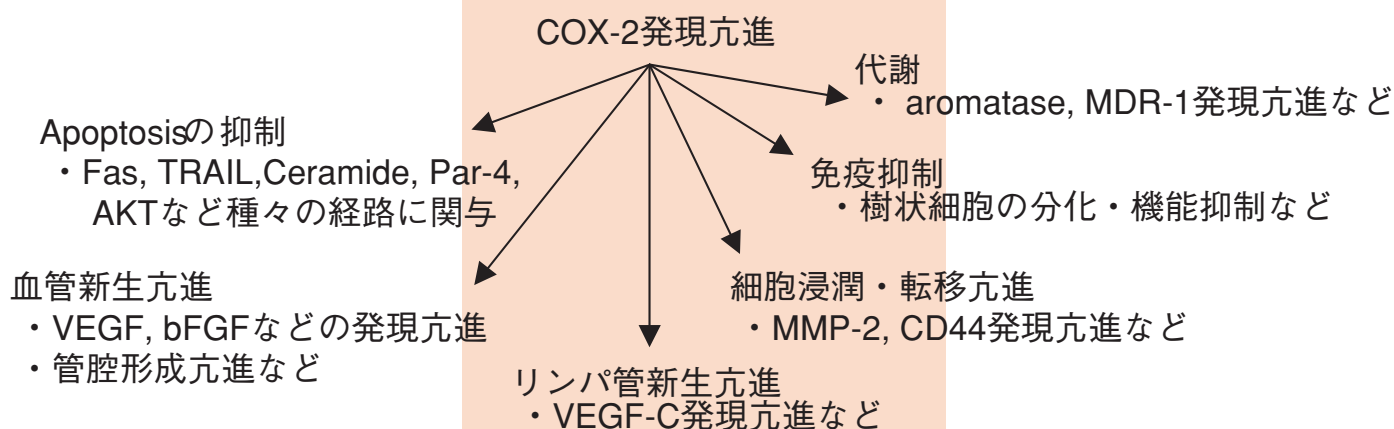 COX-2発現亢進
代謝
・ aromatase, MDR-1発現亢進など
Apoptosisの抑制
・Fas, TRAIL,Ceramide, Par-4,
AKTなど種々の経路に関与
免疫抑制
・樹状細胞の分化・機能抑制など
血管新生亢進
・VEGF, bFGFなどの発現亢進
・管腔形成亢進など
細胞浸潤・転移亢進
・MMP-2, CD44発現亢進など
リンパ管新生亢進
・VEGF-C発現亢進など